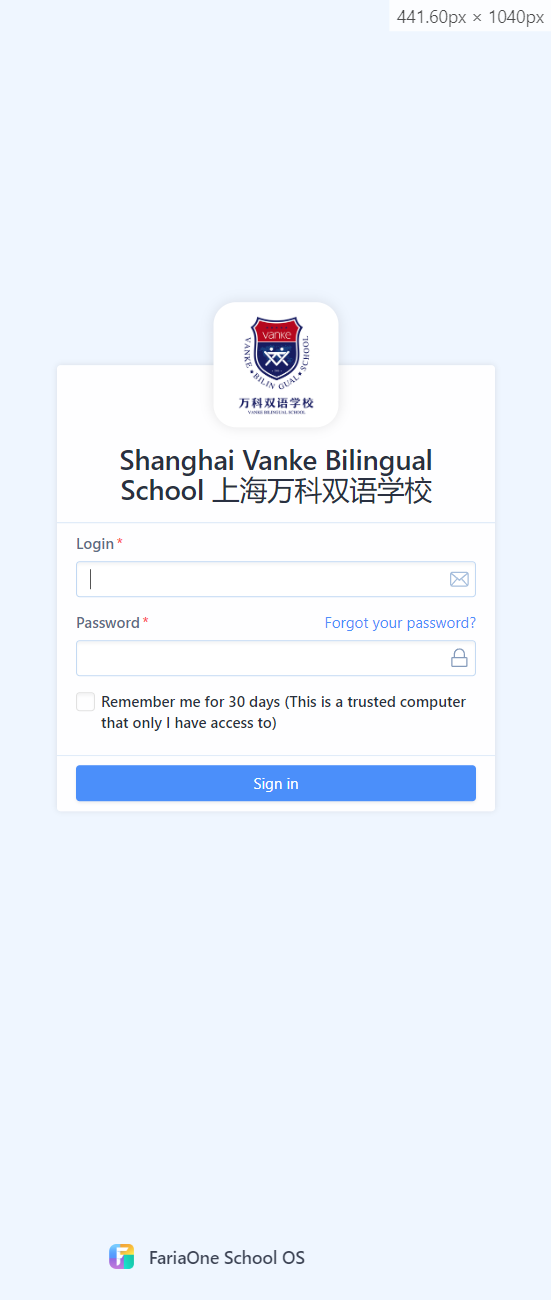 441.60px × 1040px
vanke
VANKE • BILINGUAL • SCHOOL
万科双语学校
VANKE BILINGUAL SCHOOL
Shanghai Vanke Bilingual
School 上海万科双语学校
Login *
Password *
Forgot your password?
Remember me for 30 days (This is a trusted computer
that only I have access to)
Sign in
FariaOne School OS